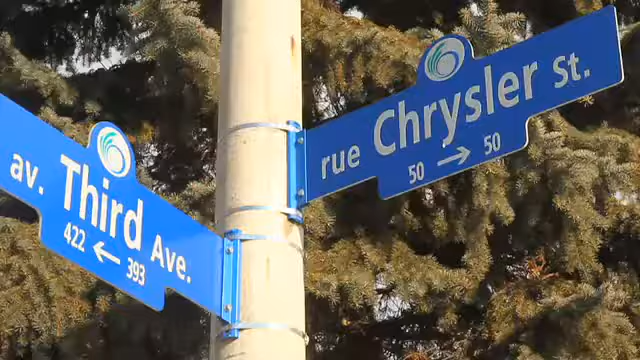 av. Third Ave.
422 ← 393
rue Chrysler St.
50 → 50